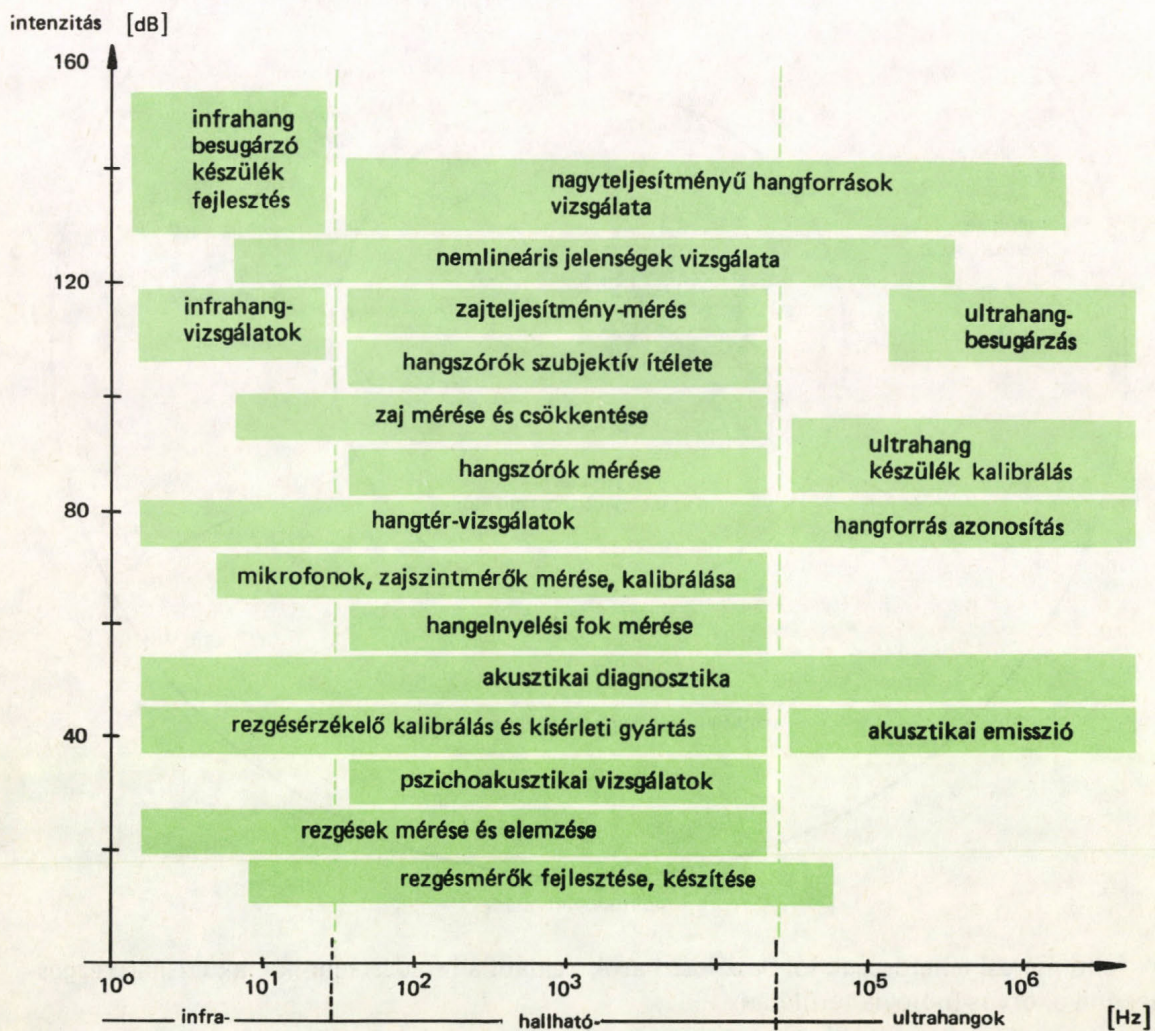 intenzitás [dB]
160
infrahang
besugárzó
készülék
fejlesztés
nagyteljesítményű hangforrások
vizsgálata
nemlineáris jelenségek vizsgálata
120
infrahang-
vizsgálatok
zajteljesítmény-mérés
ultrahang-
besugárzás
hangszórók szubjektív ítélete
zaj mérése és csökkentése
ultrahang
készülék kalibrálás
hangszórók mérése
80
hangtér-vizsgálatok
hangforrás azonosítás
mikrofonok, zajszintmérők mérése, kalibrálása
hangelnyelési fok mérése
akusztikai diagnosztika
40
rezgésérzékelő kalibrálás és kísérleti gyártás
akusztikai emisszió
pszichoakusztikai vizsgálatok
rezgések mérése és elemzése
rezgésmérők fejlesztése, készítése
10⁰ 10¹ 10² 10³ 10⁵ 10⁶
infra- hallható- ultrahangok [Hz]